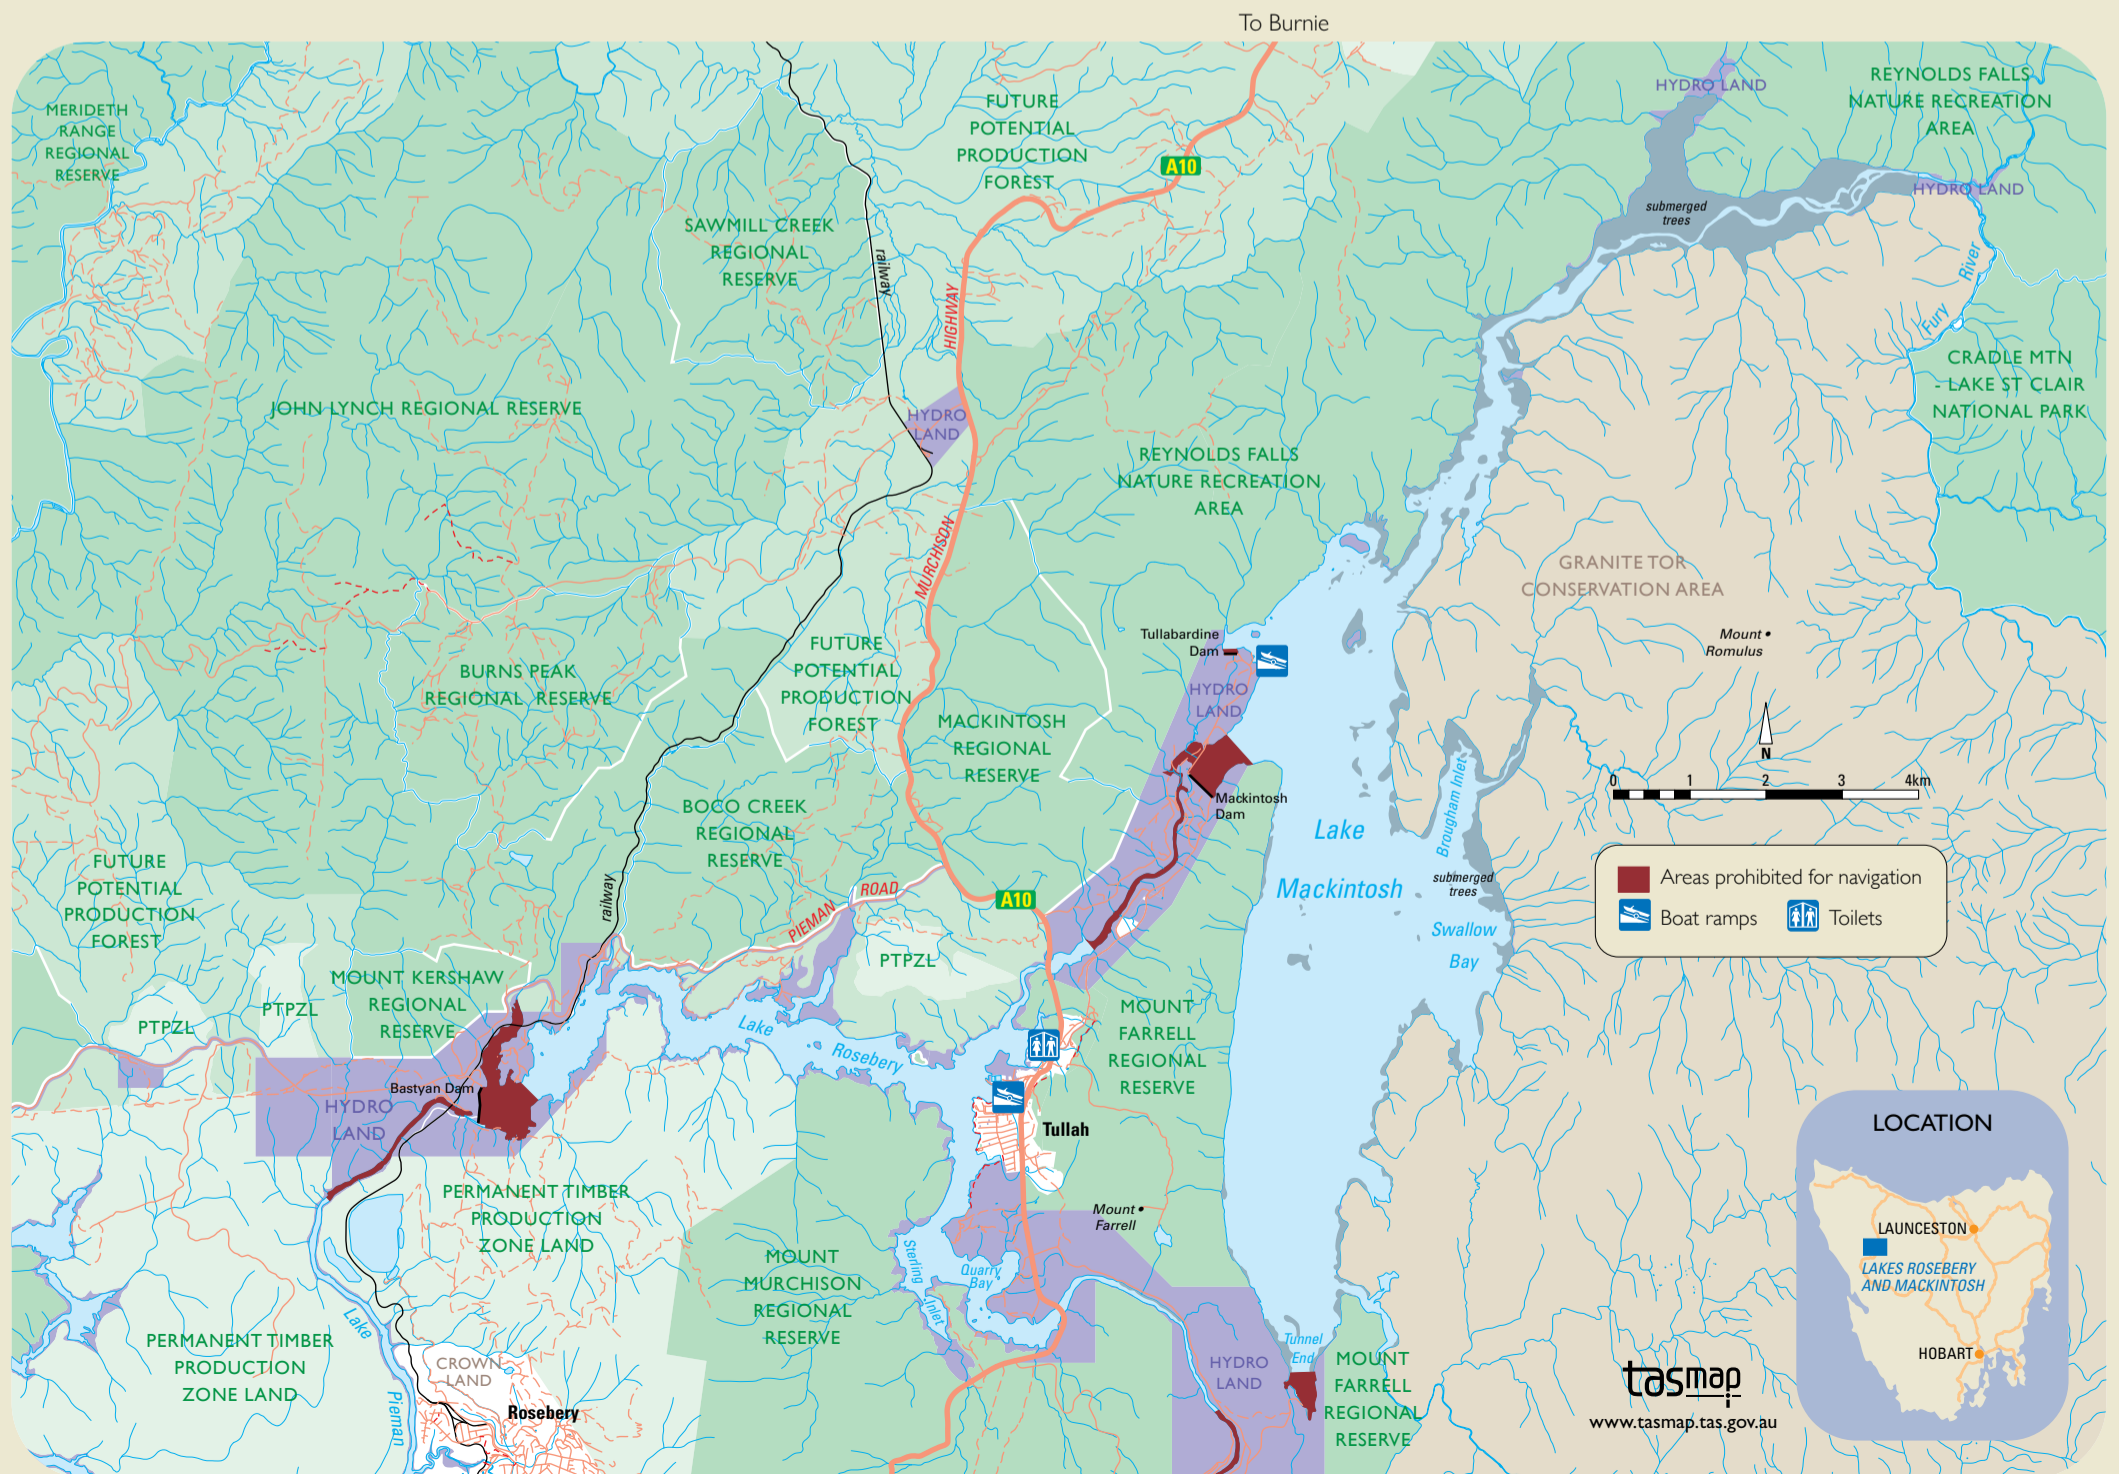 To Burnie
MERIDETH
RANGE
REGIONAL
RESERVE
FUTURE
POTENTIAL
PRODUCTION
FOREST
A10
HYDRO LAND
REYNOLDS FALLS
NATURE RECREATION
AREA
HYDRO LAND
submerged
trees
SAWMILL CREEK
REGIONAL
RESERVE
railway
HIGHWAY
Fury River
CRADLE MTN
- LAKE ST CLAIR
NATIONAL PARK
JOHN LYNCH REGIONAL RESERVE
HYDRO
LAND
REYNOLDS FALLS
NATURE RECREATION
AREA
MURCHISON
GRANITE TOR
CONSERVATION AREA
Mount
Romulus
Tullabardine
Dam
HYDRO
LAND
BURNS PEAK
REGIONAL RESERVE
FUTURE
POTENTIAL
PRODUCTION
FOREST
MACKINTOSH
REGIONAL
RESERVE
N
0 1 2 3 4km
Mackintosh
Dam
Lake
Mackintosh
Brougham Inlet
submerged
trees
Swallow
Bay
BOCO CREEK
REGIONAL
RESERVE
Areas prohibited for navigation
Boat ramps
Toilets
FUTURE
POTENTIAL
PRODUCTION
FOREST
railway
PIEMAN ROAD
A10
PTPZL
MOUNT KERSHAW
REGIONAL
RESERVE
PTPZL
PTPZL
Lake Rosebery
MOUNT
FARRELL
REGIONAL
RESERVE
Bastyan Dam
HYDRO
LAND
Tullah
PERMANENT TIMBER
PRODUCTION
ZONE LAND
Mount
Farrell
MOUNT
MURCHISON
REGIONAL
RESERVE
Sterling Inlet
Quarry
Bay
LOCATION
LAUNCESTON
LAKES ROSEBERY
AND MACKINTOSH
HOBART
PERMANENT TIMBER
PRODUCTION
ZONE LAND
Lake Pieman
CROWN
LAND
Rosebery
Tunnel
End
HYDRO
LAND
MOUNT
FARRELL
REGIONAL
RESERVE
tasmap
www.tasmap.tas.gov.au